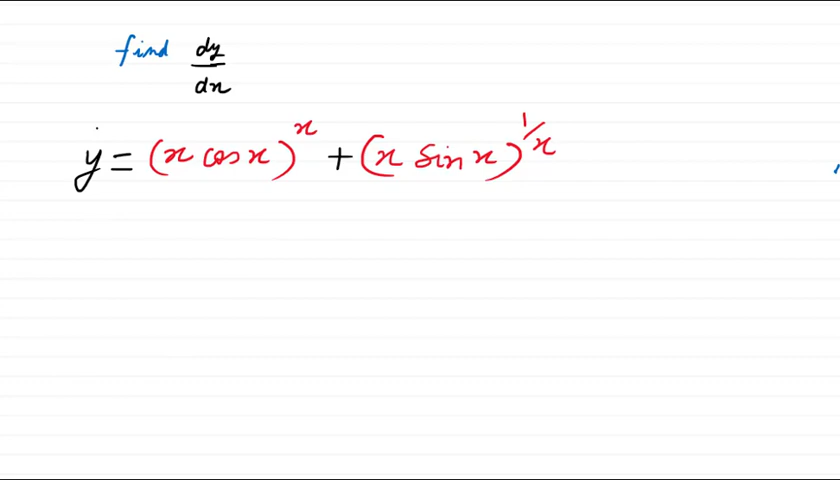 find dy/dx
y = (x cos x)^x + (x sin x)^1/x